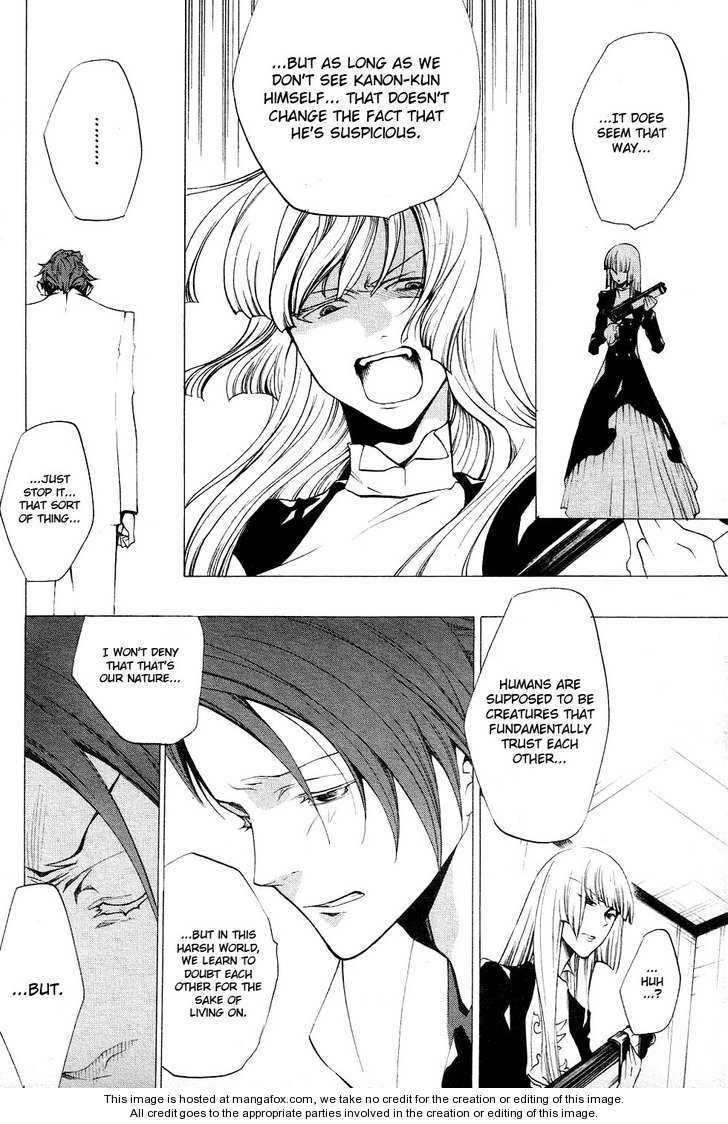 ...IT DOES
SEEM THAT
WAY...
...BUT AS LONG AS WE
DON'T SEE KANON-KUN
HIMSELF... THAT DOESN'T
CHANGE THE FACT THAT
HE'S SUSPICIOUS.
.........
...JUST
STOP IT...
THAT SORT
OF THING...
HUMANS ARE
SUPPOSED TO BE
CREATURES THAT
FUNDAMENTALLY
TRUST EACH
OTHER...
...
HUH
...?
I WON'T DENY
THAT THAT'S
OUR NATURE...
...BUT IN THIS
HARSH WORLD,
WE LEARN TO
DOUBT EACH
OTHER FOR THE
SAKE OF
LIVING ON.
...BUT.
This image is hosted at mangafox.com, we take no credit for the creation or editing of this image.
All credit goes to the appropriate parties involved in the creation or editing of this image.